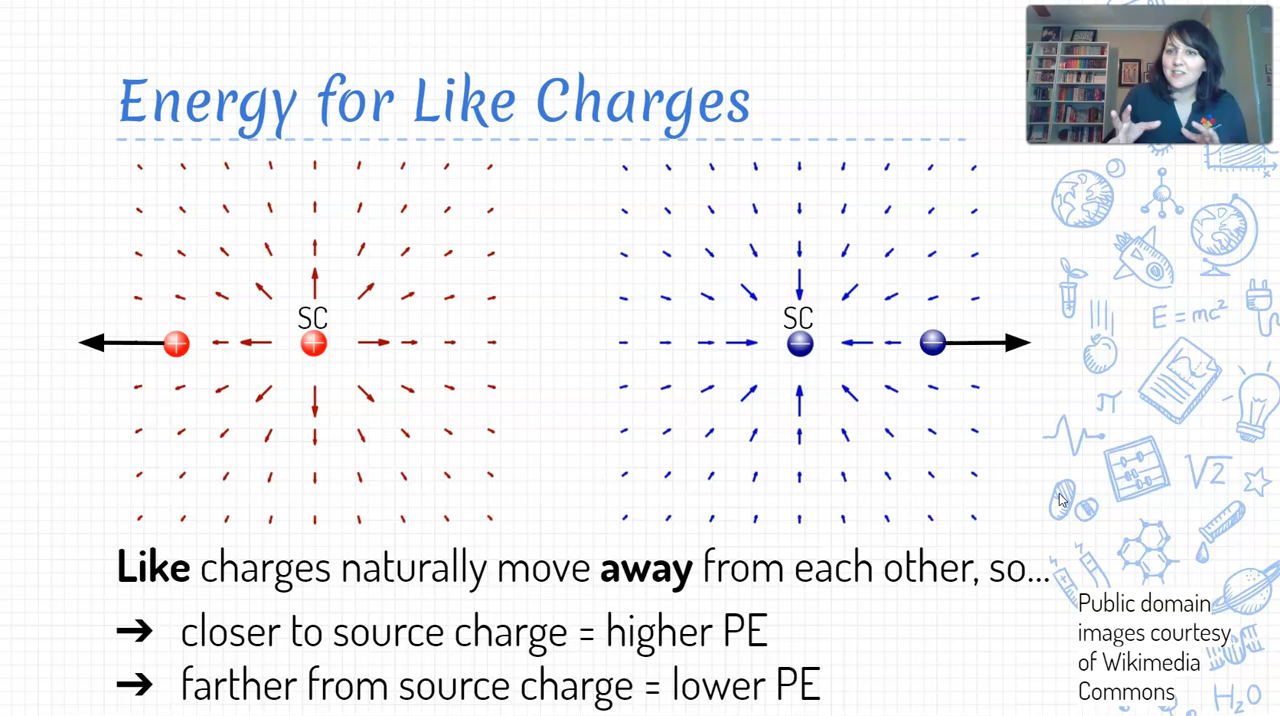 Energy for Like Charges
SC
SC
Like charges naturally move away from each other, so...
➔ closer to source charge = higher PE
➔ farther from source charge = lower PE
E = mc²
π
√2
H₂O
Public domain
images courtesy
of Wikimedia
Commons